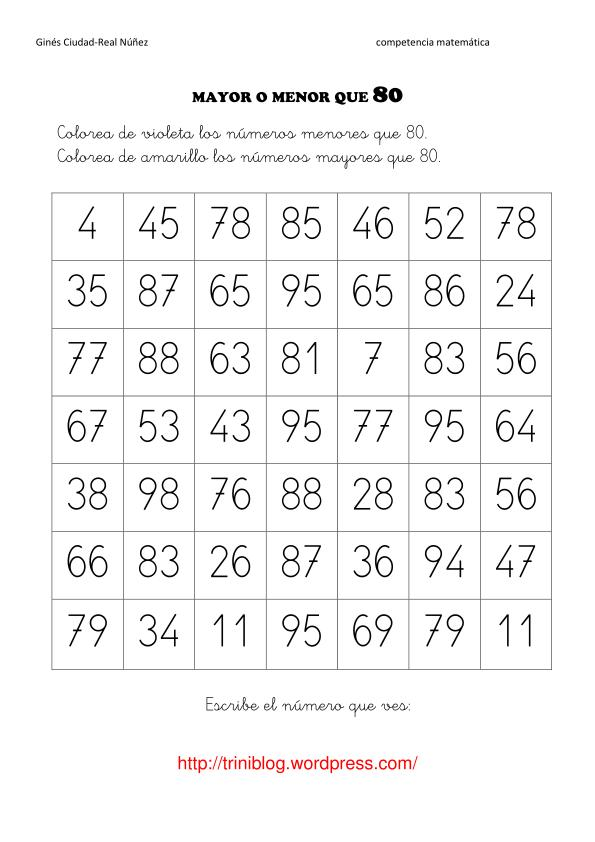 Ginés Ciudad-Real Núñez competencia matemática
MAYOR O MENOR QUE 80
Colorea de violeta los números menores que 80.
Colorea de amarillo los números mayores que 80.
4 45 78 85 46 52 78
35 87 65 95 65 86 24
77 88 63 81 7 83 56
67 53 43 95 77 95 64
38 98 76 88 28 83 56
66 83 26 87 36 94 47
79 34 11 95 69 79 11
Escribe el número que ves:
http://triniblog.wordpress.com/